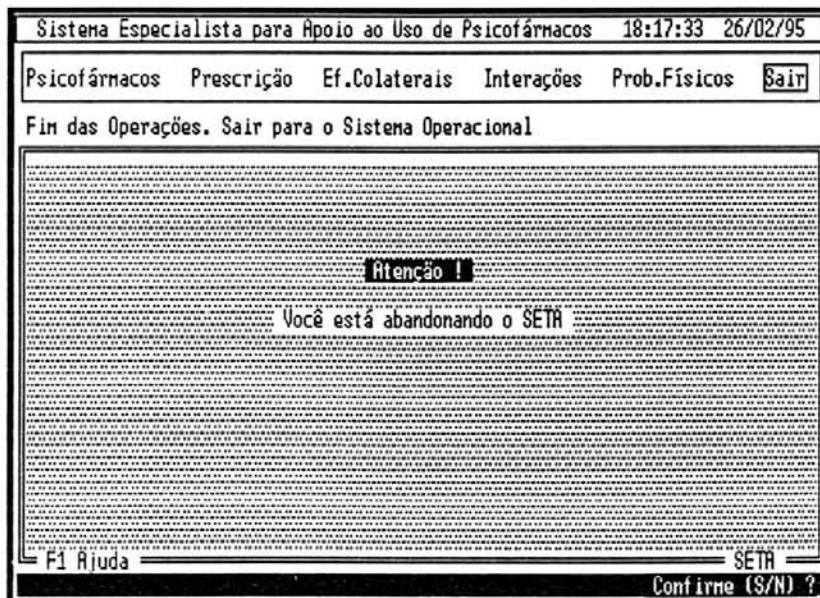 Sistema Especialista para Apoio ao Uso de Psicofármacos 18:17:33 26/02/95
Psicofármacos Prescrição Ef.Colaterais Interações Prob.Físicos Sair
Fim das Operações. Sair para o Sistema Operacional
Atenção !
Você está abandonando o SETA
F1 Ajuda SETA
Confirme (S/N) ?